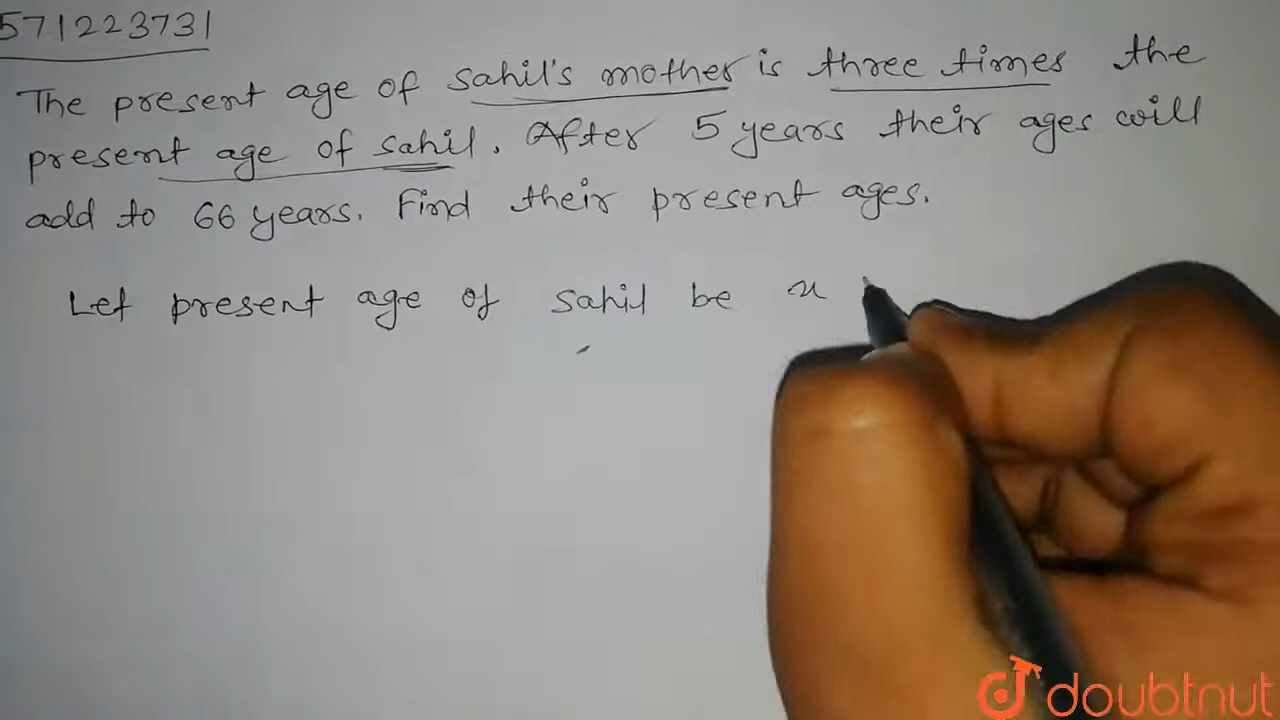 571223731
The present age of Sahil's mother is three times the
present age of Sahil. After 5 years their ages will
add to 66 years. Find their present ages.
Let present age of Sahil be x
doubtnut